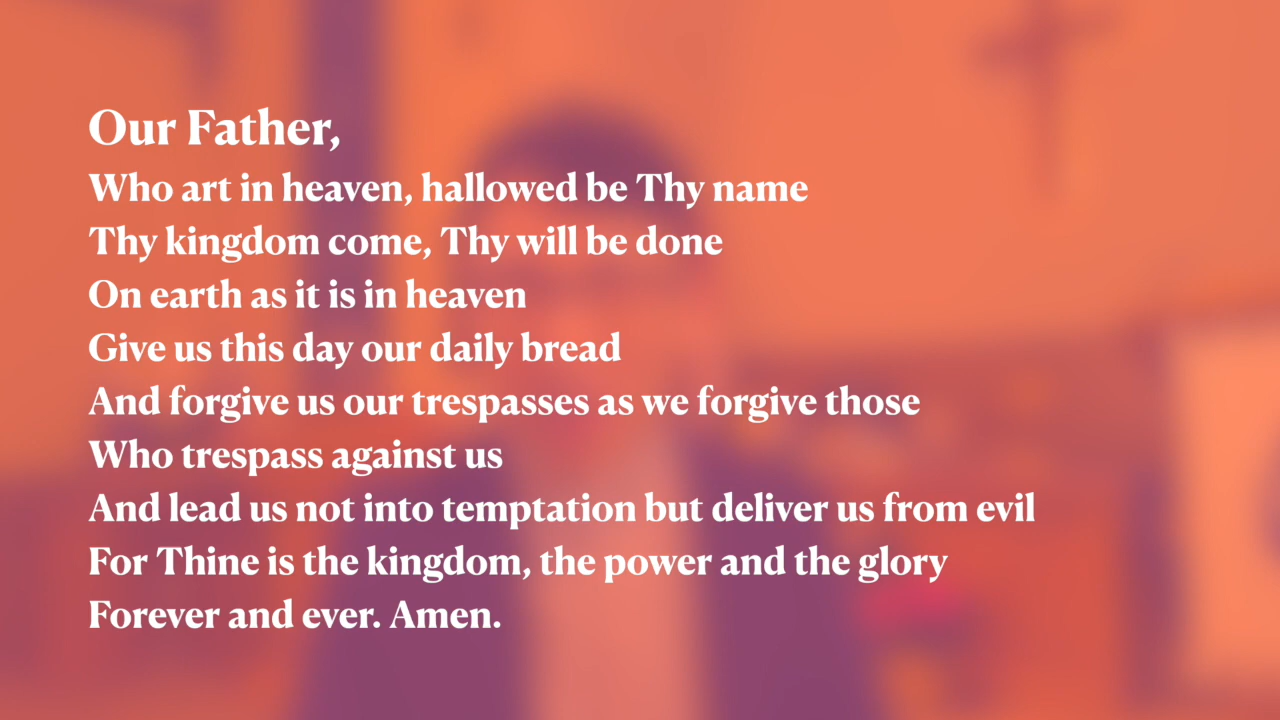 Our Father,
Who art in heaven, hallowed be Thy name
Thy kingdom come, Thy will be done
On earth as it is in heaven
Give us this day our daily bread
And forgive us our trespasses as we forgive those
Who trespass against us
And lead us not into temptation but deliver us from evil
For Thine is the kingdom, the power and the glory
Forever and ever. Amen.